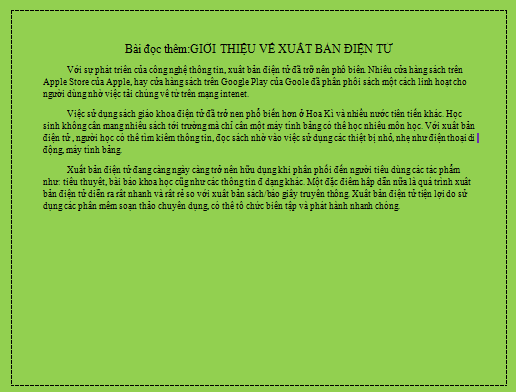 Bài đọc thêm:GIỚI THIỆU VỀ XUẤT BẢN ĐIỆN TỬ
Với sự phát triển của công nghệ thông tin, xuất bản điện tử đã trở nên phổ biến. Nhiều cửa hàng sách trên
Apple Store của Apple, hay cửa hàng sách trên Google Play của Goole đã phân phối sách một cách linh hoạt cho
người dùng nhờ việc tải chúng về từ trên mạng intenet.
Việc sử dụng sách giáo khoa điện tử đã trở nen phổ biến hơn ở Hoa Kì và nhiều nước tiên tiến khác. Học
sinh không cần mang nhiều sách tới trường mà chỉ cần một máy tính bảng có thể học nhiều môn học. Với xuất bản
điện tử , người học có thể tìm kiếm thông tin, đọc sách nhờ vào việc sử dụng các thiệt bị nhỏ, nhẹ như điện thoại di
động, máy tính bảng.
Xuất bản điện tử đang càng ngày càng trở nên hữu dụng khi phân phối đến người tiêu dùng các tác phẩm
như: tiểu thuyết, bài báo khoa học cũg như các thông tin đ dạng khác. Một đặc điểm hấp dẫn nữa là quá trình xuất
bản điện tử diễn ra rất nhanh và rất rẻ so với xuất bản sách/báo giấy truyền thông. Xuất bản điện tử tiện lợi do sử
dụng các phần mềm soạn thảo chuyên dụng, có thể tổ chức biên tập và phát hành nhanh chóng.